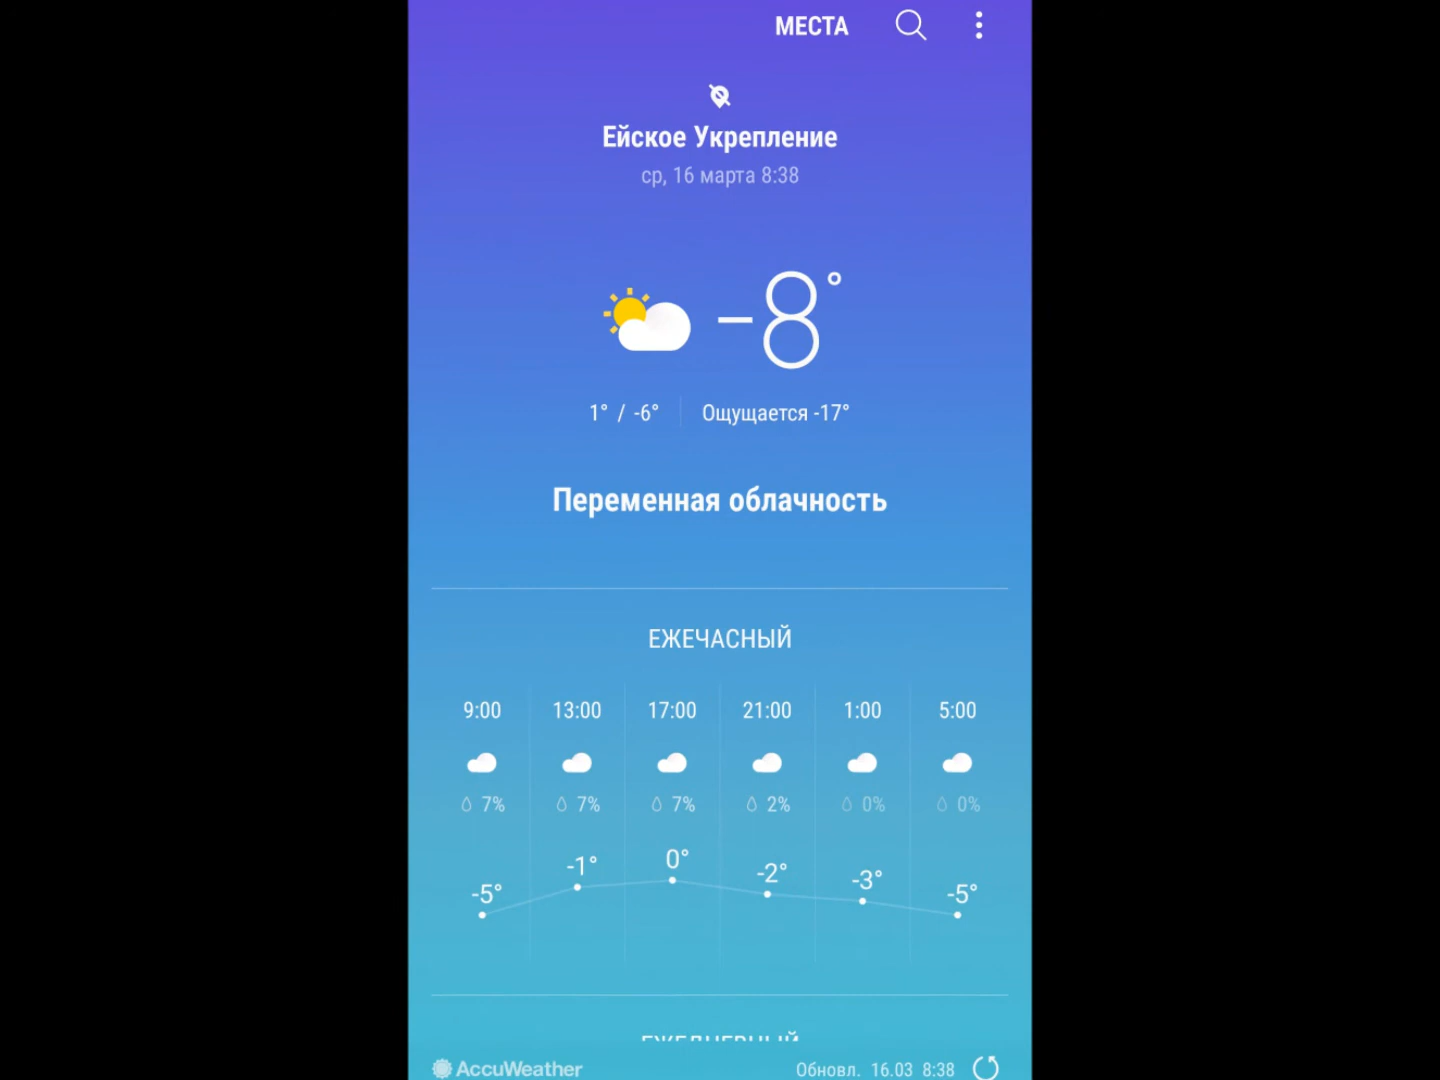 МЕСТА
Ейское Укрепление
ср, 16 марта 8:38
-8°
1° / -6° Ощущается -17°
Переменная облачность
ЕЖЕЧАСНЫЙ
9:00 13:00 17:00 21:00 1:00 5:00
7% 7% 7% 2% 0% 0%
-5° -1° 0° -2° -3° -5°
ЕЖЕДНЕВНЫЙ
AccuWeather Обновл. 16.03 8:38